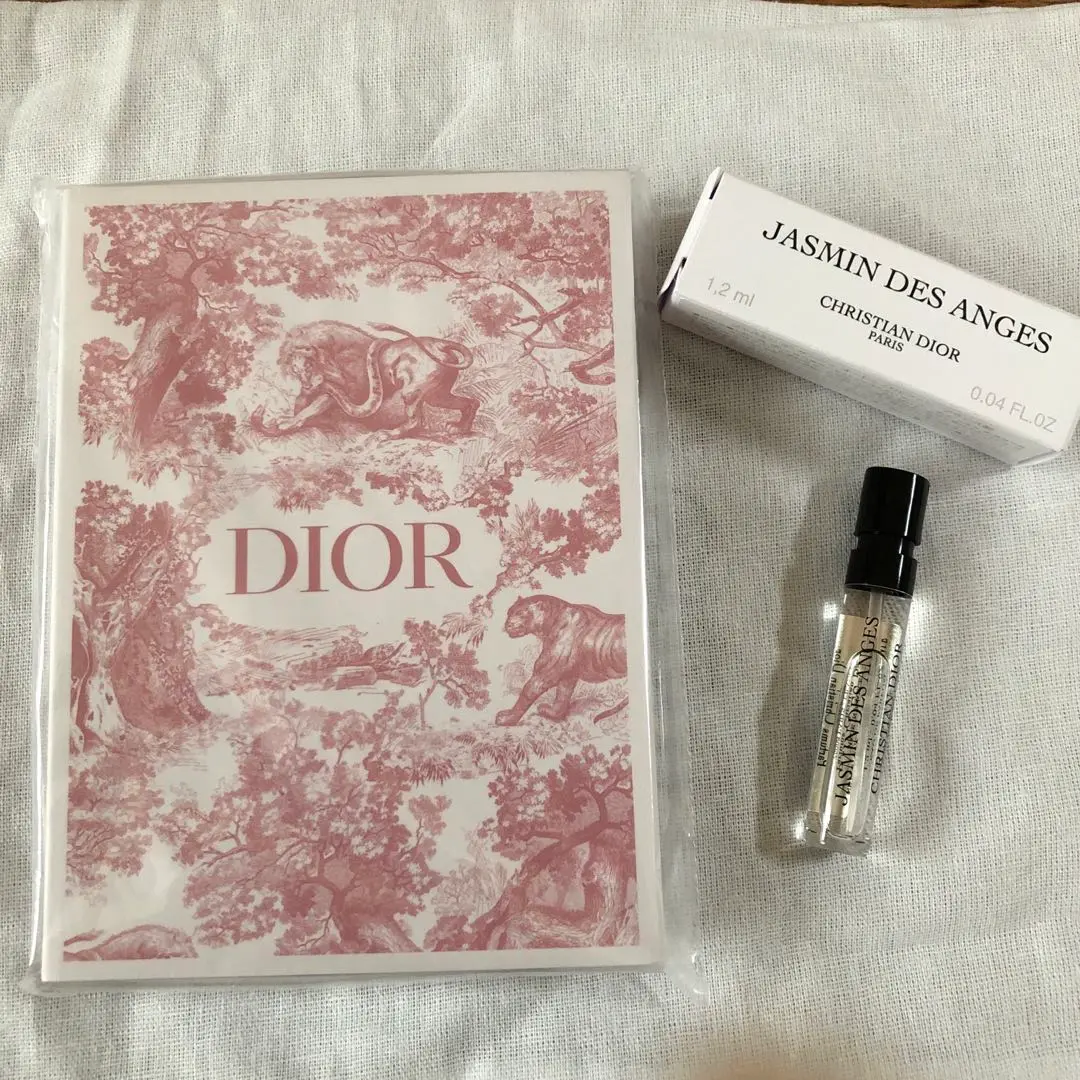 DIOR
JASMIN DES ANGES
1,2 ml
CHRISTIAN DIOR
PARIS
0.04 FL.OZ
JASMIN DES ANGES
CHRISTIAN DIOR